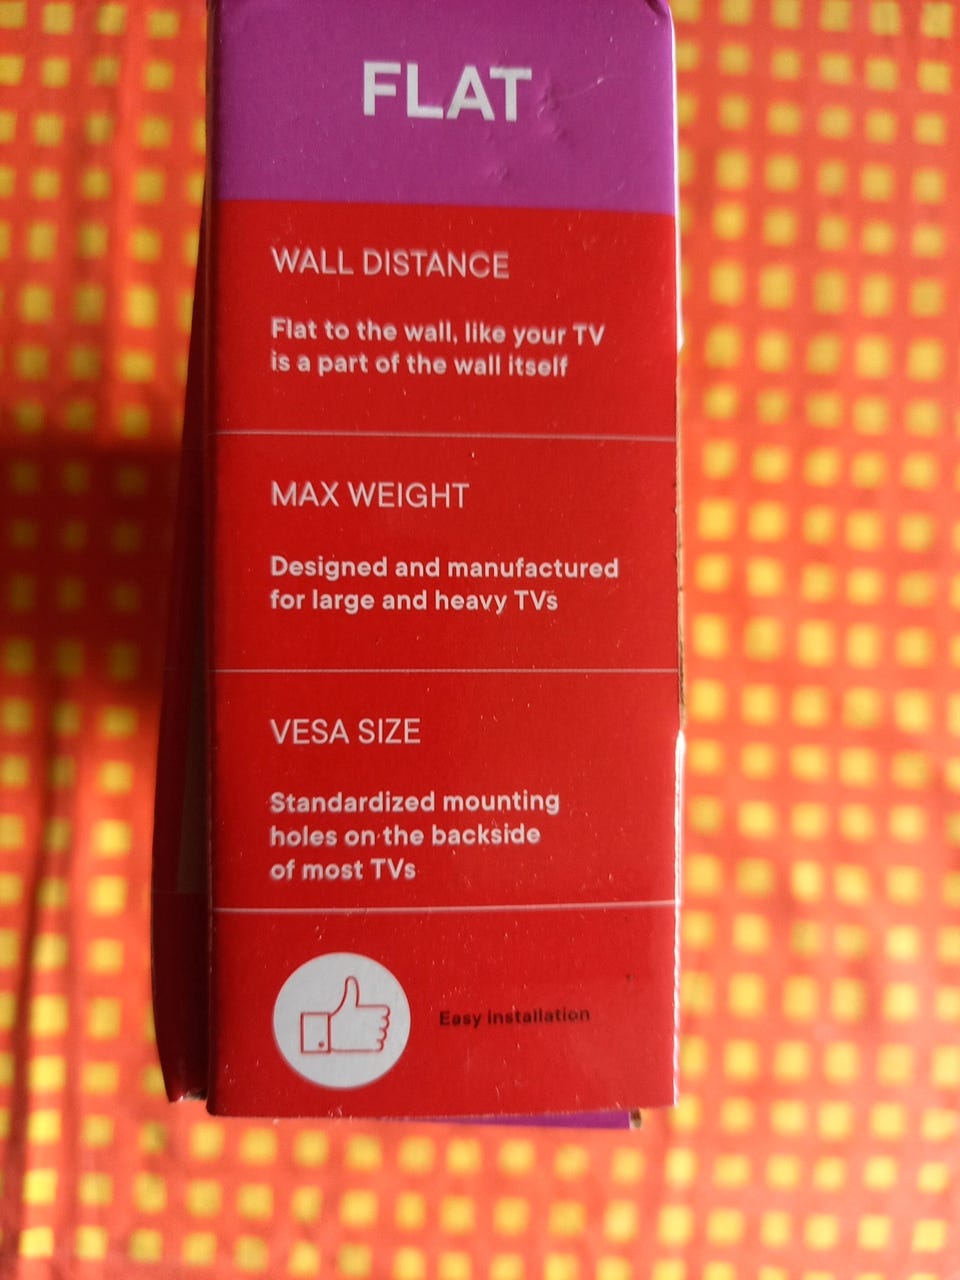 FLAT
WALL DISTANCE
Flat to the wall, like your TV
is a part of the wall itself
MAX WEIGHT
Designed and manufactured
for large and heavy TVs
VESA SIZE
Standardized mounting
holes on the backside
of most TVs
Easy installation